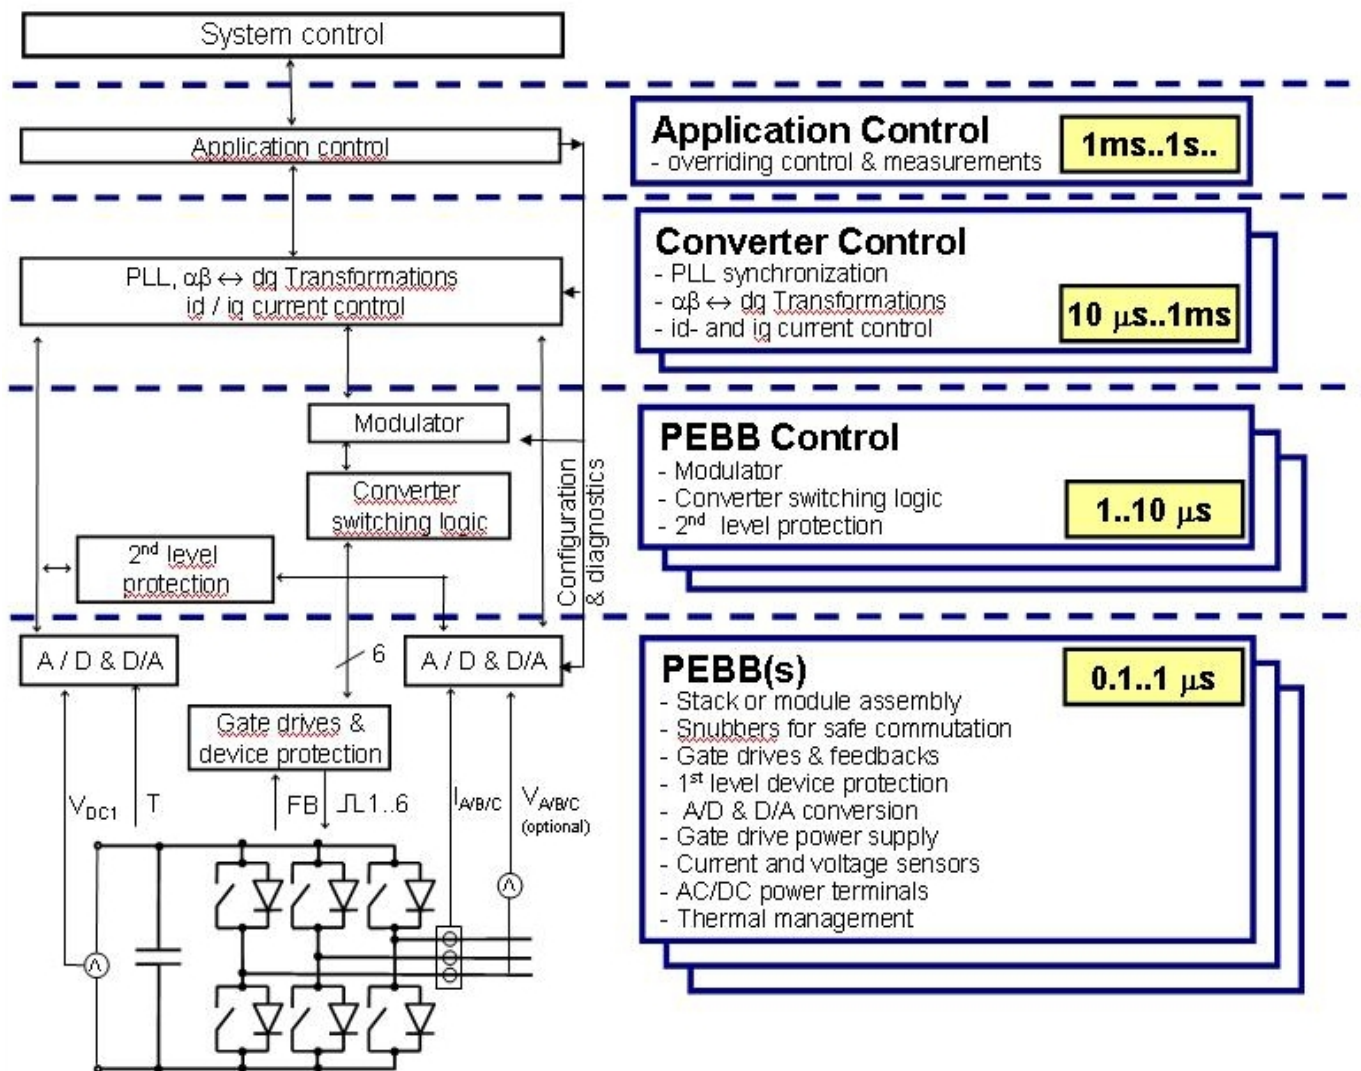 System control
Application control
PLL, αβ ↔ dq Transformations
id / iq current control
Modulator
Converter
switching logic
2nd level
protection
Configuration
& diagnostics
A / D & D/A
6
A / D & D/A
Gate drives &
device protection
VDC1
T
FB
1..6
IA/B/C
VA/B/C
(optional)
Application Control
- overriding control & measurements
1ms..1s..
Converter Control
- PLL synchronization
- αβ ↔ dq Transformations
- id- and iq current control
10 μs..1ms
PEBB Control
- Modulator
- Converter switching logic
- 2nd level protection
1..10 μs
PEBB(s)
0.1..1 μs
- Stack or module assembly
- Snubbers for safe commutation
- Gate drives & feedbacks
- 1st level device protection
- A/D & D/A conversion
- Gate drive power supply
- Current and voltage sensors
- AC/DC power terminals
- Thermal management